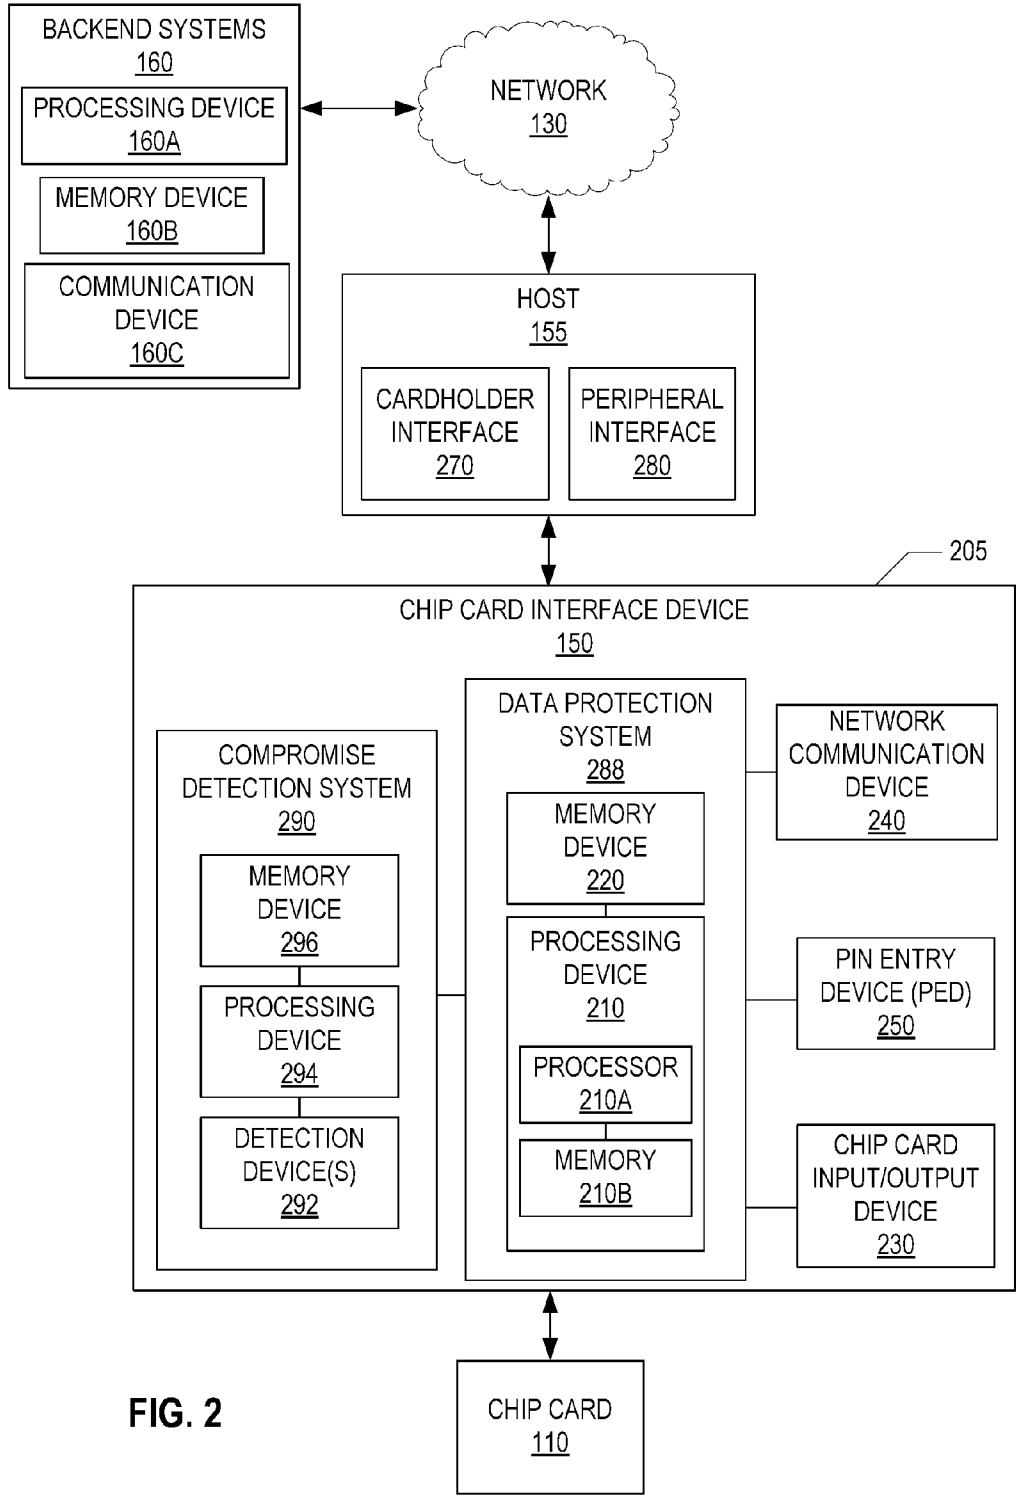 BACKEND SYSTEMS
160
PROCESSING DEVICE
160A
MEMORY DEVICE
160B
COMMUNICATION
DEVICE
160C
NETWORK
130
HOST
155
CARDHOLDER
INTERFACE
270
PERIPHERAL
INTERFACE
280
205
CHIP CARD INTERFACE DEVICE
150
COMPROMISE
DETECTION SYSTEM
290
MEMORY
DEVICE
296
PROCESSING
DEVICE
294
DETECTION
DEVICE(S)
292
DATA PROTECTION
SYSTEM
288
MEMORY
DEVICE
220
PROCESSING
DEVICE
210
PROCESSOR
210A
MEMORY
210B
NETWORK
COMMUNICATION
DEVICE
240
PIN ENTRY
DEVICE (PED)
250
CHIP CARD
INPUT/OUTPUT
DEVICE
230
CHIP CARD
110
FIG. 2